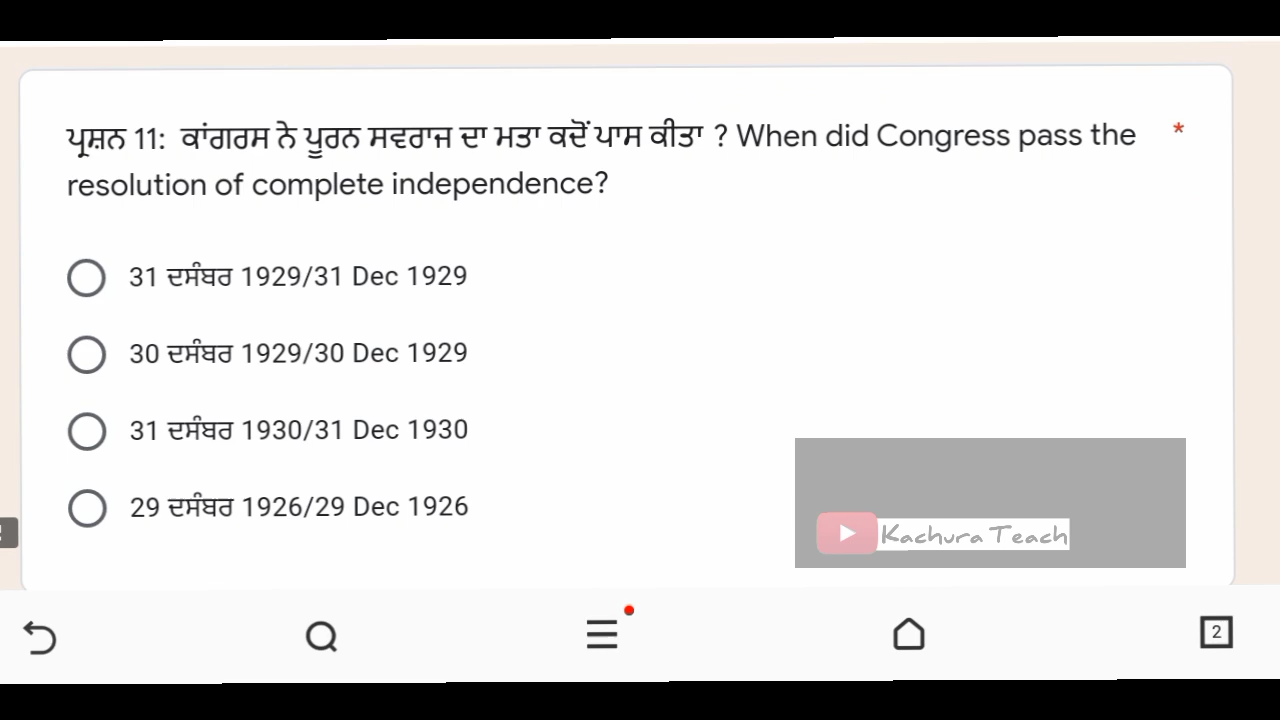 ਪ੍ਰਸ਼ਨ 11: ਕਾਂਗਰਸ ਨੇ ਪੂਰਨ ਸਵਰਾਜ ਦਾ ਮਤਾ ਕਦੋਂ ਪਾਸ ਕੀਤਾ ? When did Congress pass the *
resolution of complete independence?
31 ਦਸੰਬਰ 1929/31 Dec 1929
30 ਦਸੰਬਰ 1929/30 Dec 1929
31 ਦਸੰਬਰ 1930/31 Dec 1930
29 ਦਸੰਬਰ 1926/29 Dec 1926
Kachura Teach
2